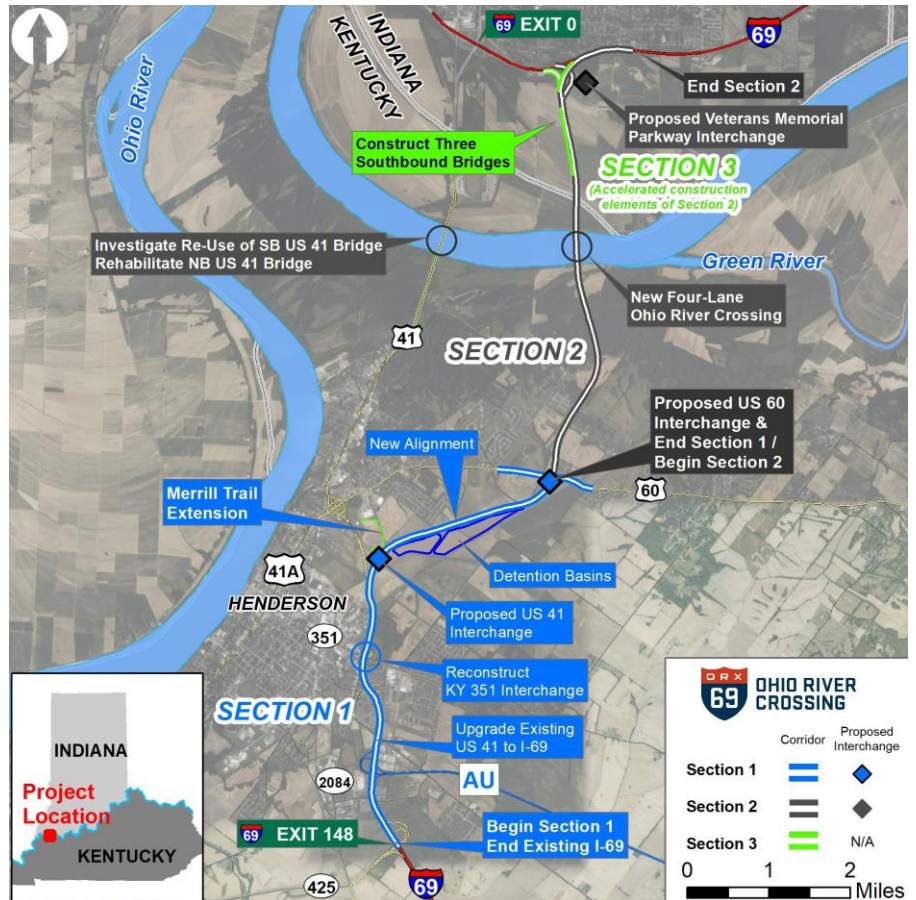 69 EXIT 0
69
INDIANA
KENTUCKY
Ohio River
End Section 2
Proposed Veterans Memorial
Parkway Interchange
Construct Three
Southbound Bridges
SECTION 3
(Accelerated construction
elements of Section 2)
Investigate Re-Use of SB US 41 Bridge
Rehabilitate NB US 41 Bridge
Green River
New Four-Lane
Ohio River Crossing
41
SECTION 2
Proposed US 60
Interchange &
End Section 1 /
Begin Section 2
New Alignment
60
Merrill Trail
Extension
41A
Detention Basins
HENDERSON
Proposed US 41
Interchange
351
Reconstruct
KY 351 Interchange
SECTION 1
Upgrade Existing
US 41 to I-69
2084
AU
69 EXIT 148
Begin Section 1
End Existing I-69
425
69
INDIANA
Project
Location
KENTUCKY
ORX
69
OHIO RIVER
CROSSING
Corridor
Proposed
Interchange
Section 1
Section 2
Section 3
N/A
0 1 2
Miles